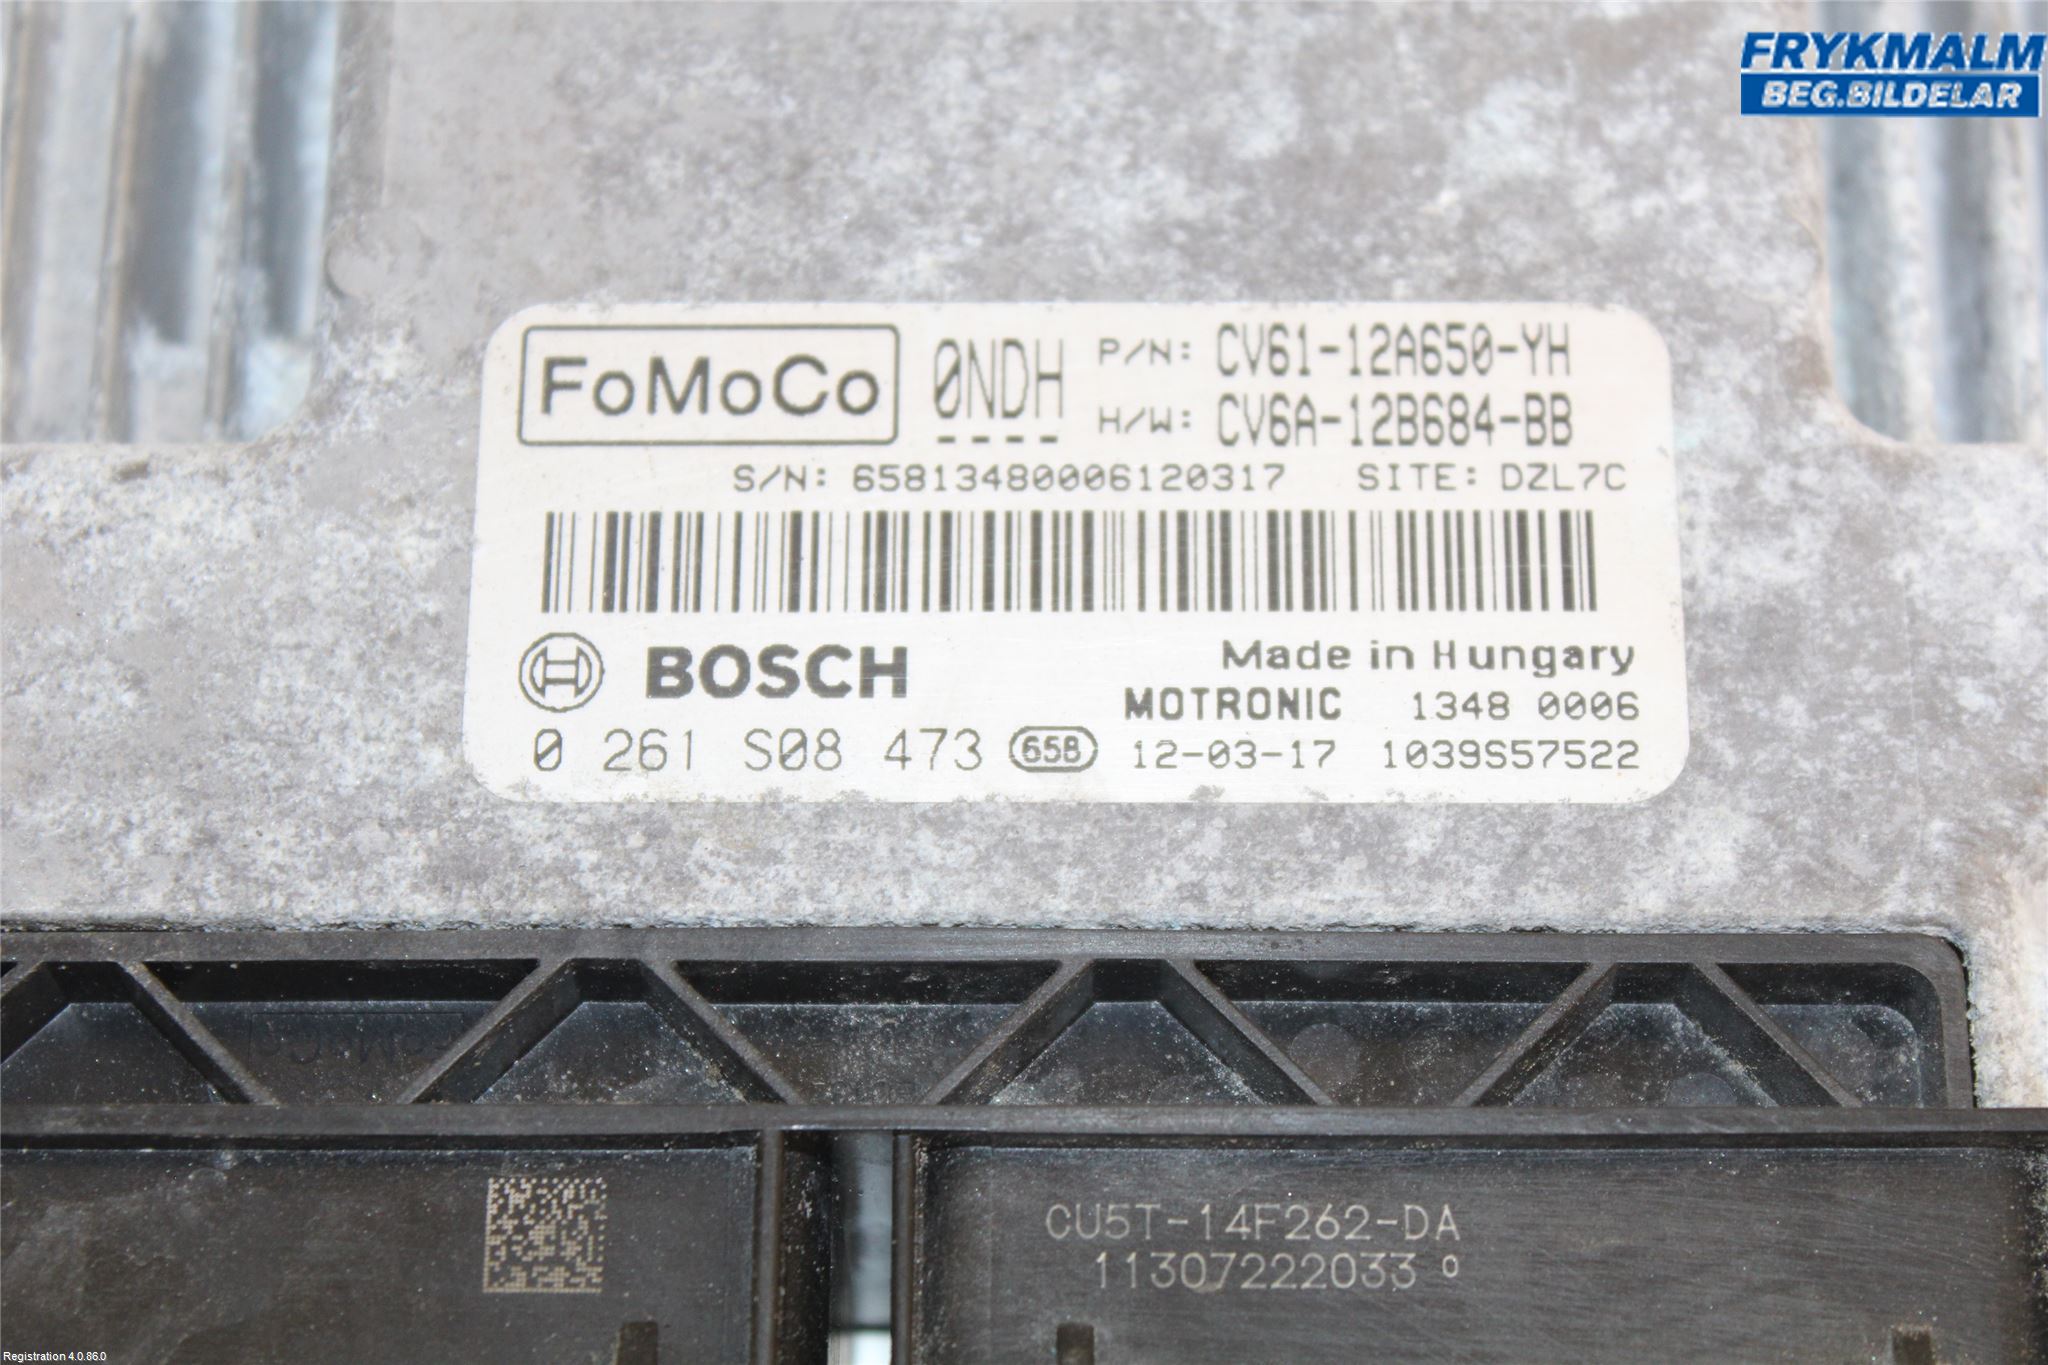 FRYKMALM
BEG.BILDELAR
FoMoCo
0NDH
P/N: CV61-12A650-YH
H/W: CV6A-12B684-BB
S/N: 65813480006120317 SITE: DZL7C
BOSCH
Made in Hungary
MOTRONIC 1348 0006
0 261 S08 473 65B 12-03-17 1039S57522
CU5T-14F262-DA
11307222033 0
Registration 4.0.86.0